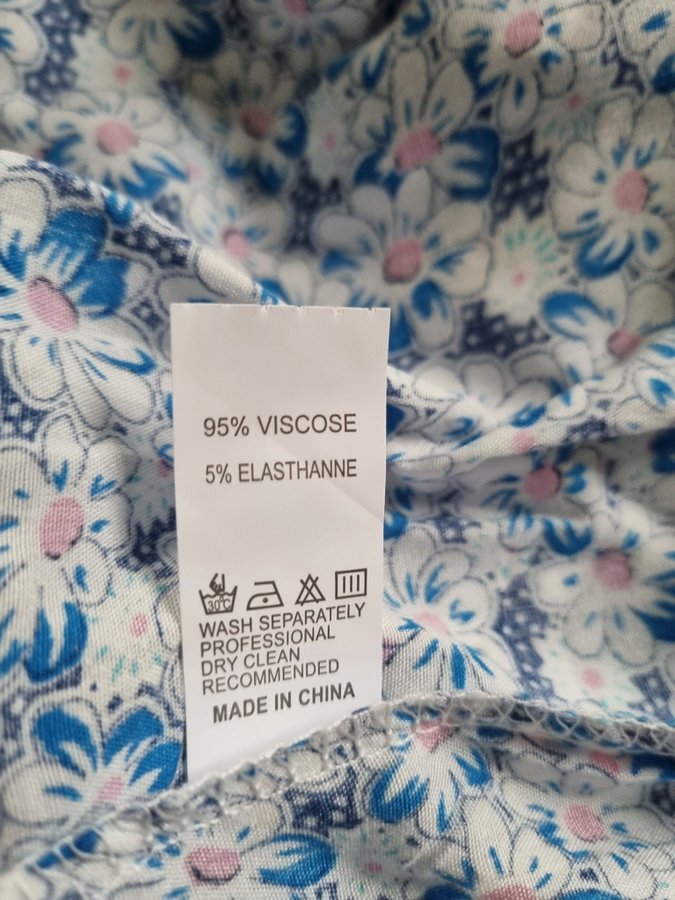 95% VISCOSE
5% ELASTHANNE
30°C
WASH SEPARATELY
PROFESSIONAL
DRY CLEAN
RECOMMENDED
MADE IN CHINA